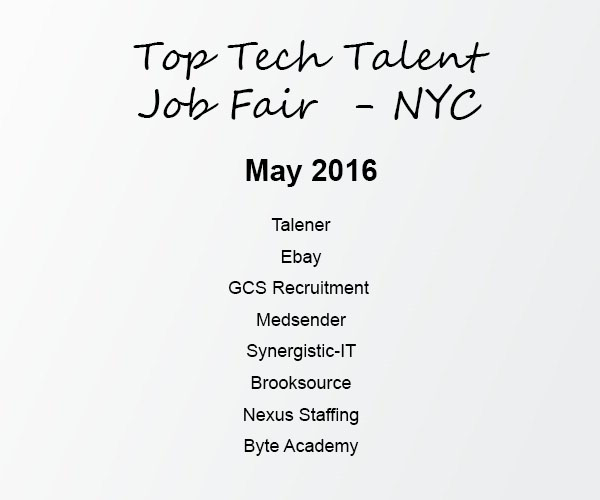 Top Tech Talent
Job Fair - NYC
May 2016
Talener
Ebay
GCS Recruitment
Medsender
Synergistic-IT
Brooksource
Nexus Staffing
Byte Academy